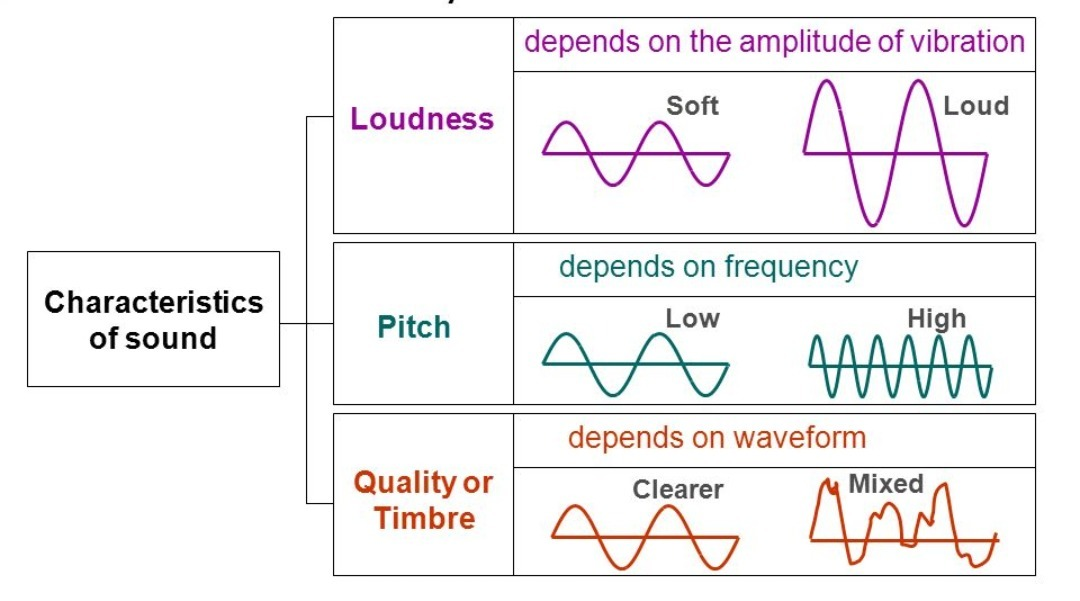 Characteristics
of sound
Loudness
depends on the amplitude of vibration
Soft
Loud
Pitch
depends on frequency
Low
High
Quality or
Timbre
depends on waveform
Clearer
Mixed